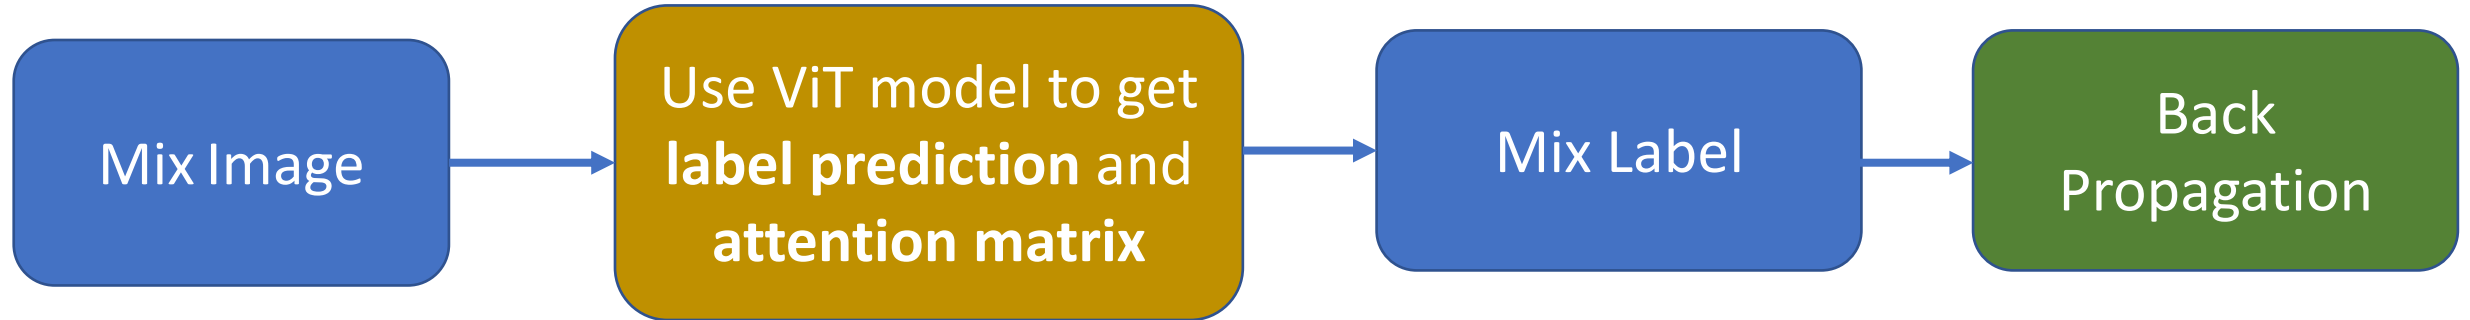 Mix Image
Use ViT model to get
label prediction and
attention matrix
Mix Label
Back
Propagation